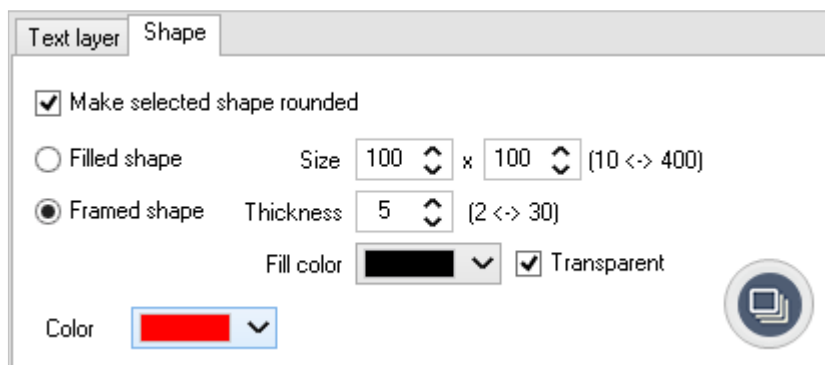 Text layer Shape
Make selected shape rounded
Filled shape Size 100 x 100 (10 <-> 400)
Framed shape Thickness 5 (2 <-> 30)
Fill color Transparent
Color